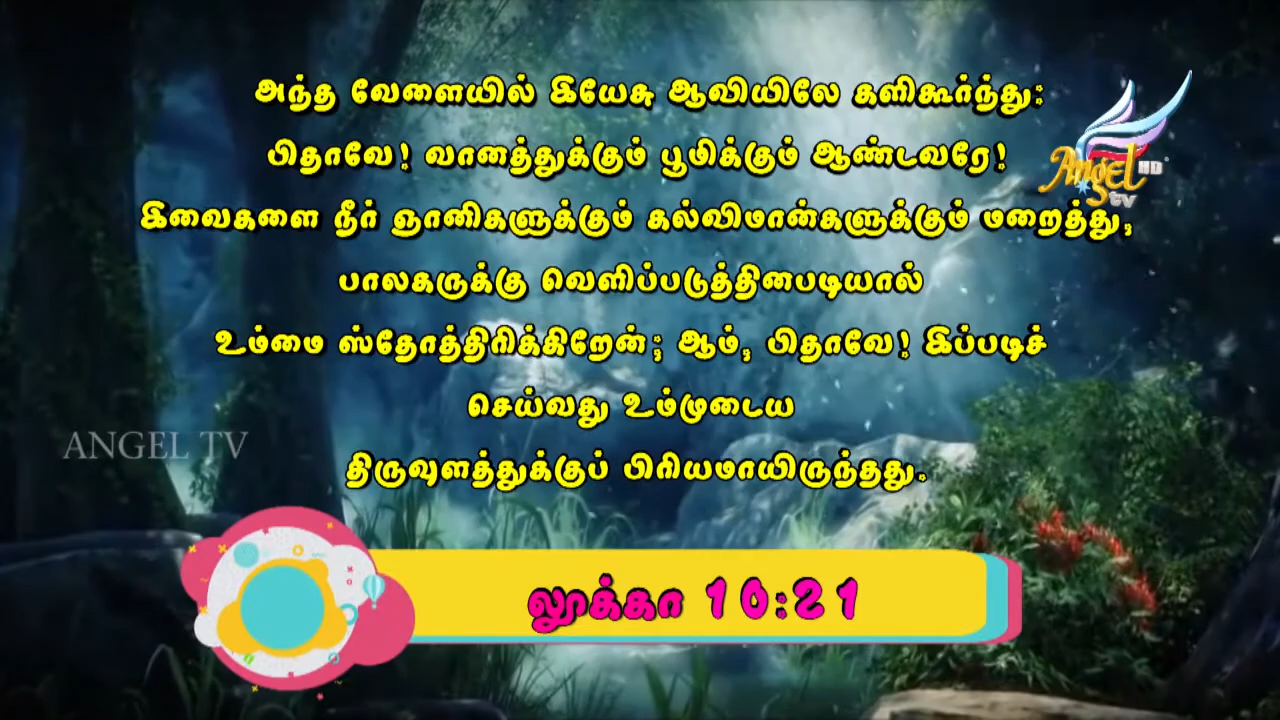 அந்த வேளையில் இயேசு ஆவியிலே களிகூர்ந்து:
பிதாவே! வானத்துக்கும் பூமிக்கும் ஆண்டவரே!
இவைகளை நீர் ஞானிகளுக்கும் கல்விமான்களுக்கும் மறைத்து,
பாலகருக்கு வெளிப்படுத்தினபடியால்
உம்மை ஸ்தோத்திரிக்கிறேன்; ஆம், பிதாவே! இப்படிச்
செய்வது உம்முடைய
திருவுளத்துக்குப் பிரியமாயிருந்தது.
லூக்கா 10:21
Angel HD
tv
ANGEL TV